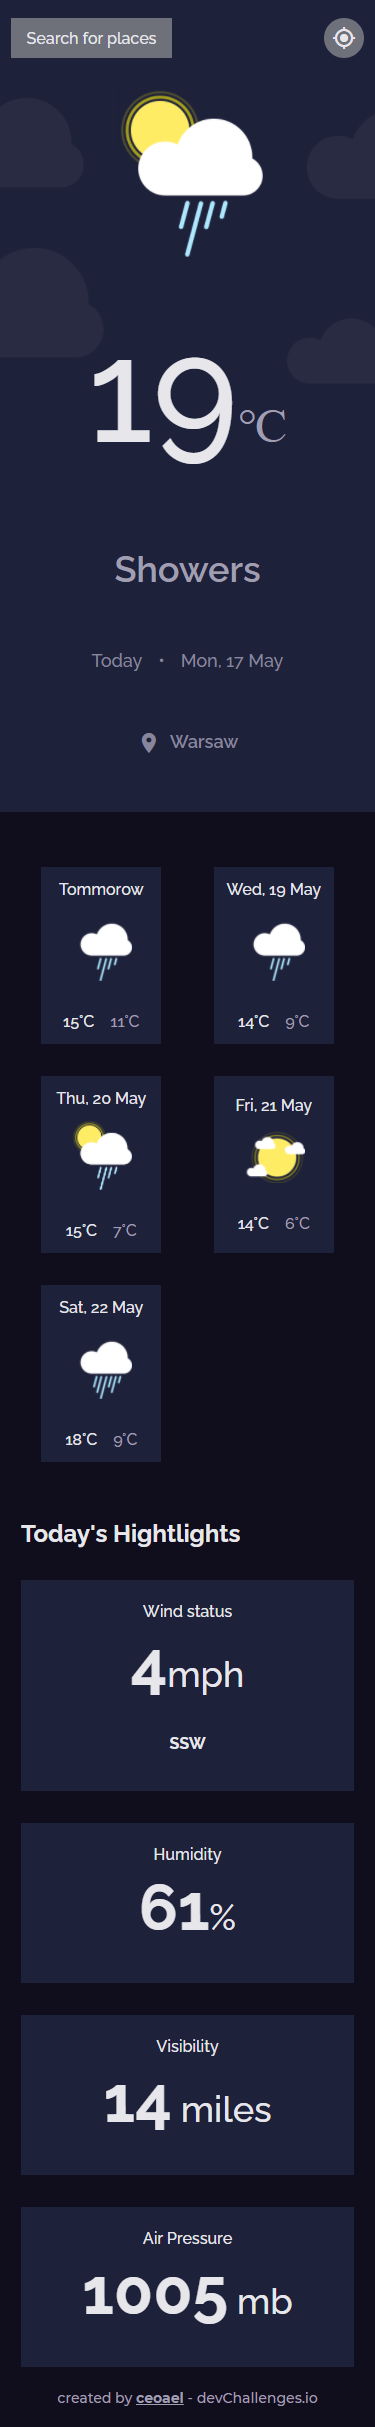 Search for places
19°C
Showers
Today • Mon, 17 May
Warsaw
Tommorow
15°C 11°C
Wed, 19 May
14°C 9°C
Thu, 20 May
15°C 7°C
Fri, 21 May
14°C 6°C
Sat, 22 May
18°C 9°C
Today's Hightlights
Wind status
4mph
SSW
Humidity
61%
Visibility
14 miles
Air Pressure
1005 mb
created by ceoael - devChallenges.io